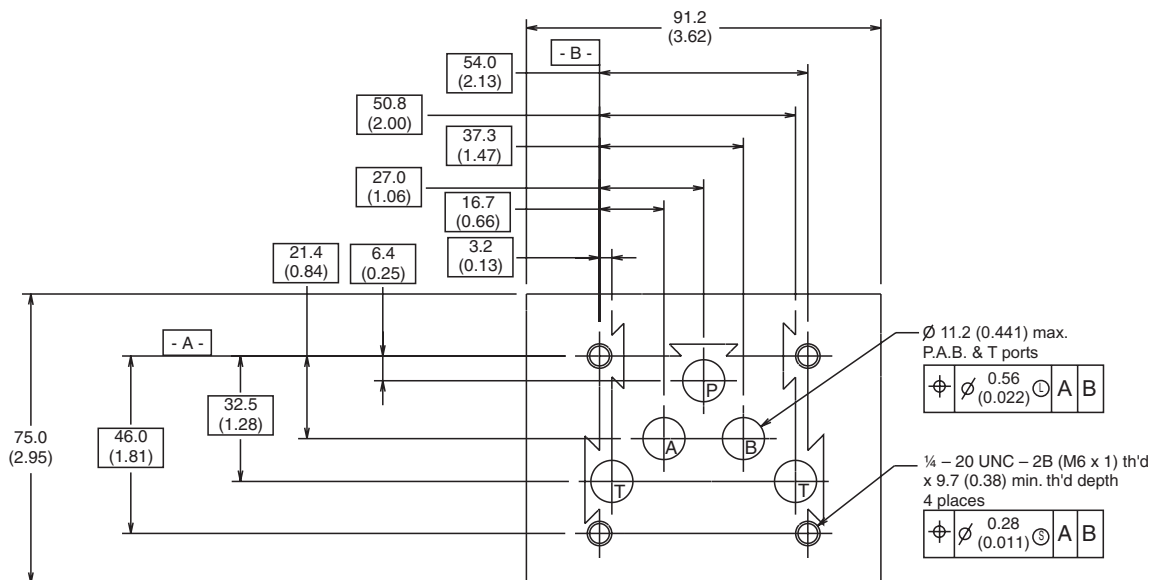 91.2
(3.62)
- B -
54.0
(2.13)
50.8
(2.00)
37.3
(1.47)
27.0
(1.06)
16.7
(0.66)
3.2
(0.13)
21.4
(0.84)
6.4
(0.25)
- A -
Ø 11.2 (0.441) max.
P.A.B. & T ports
⌖ Ø 0.56 (0.022) Ⓛ A B
P
32.5
(1.28)
75.0
(2.95)
46.0
(1.81)
A
B
T
T
¼ – 20 UNC – 2B (M6 x 1) th'd
x 9.7 (0.38) min. th'd depth
4 places
⌖ Ø 0.28 (0.011) Ⓢ A B